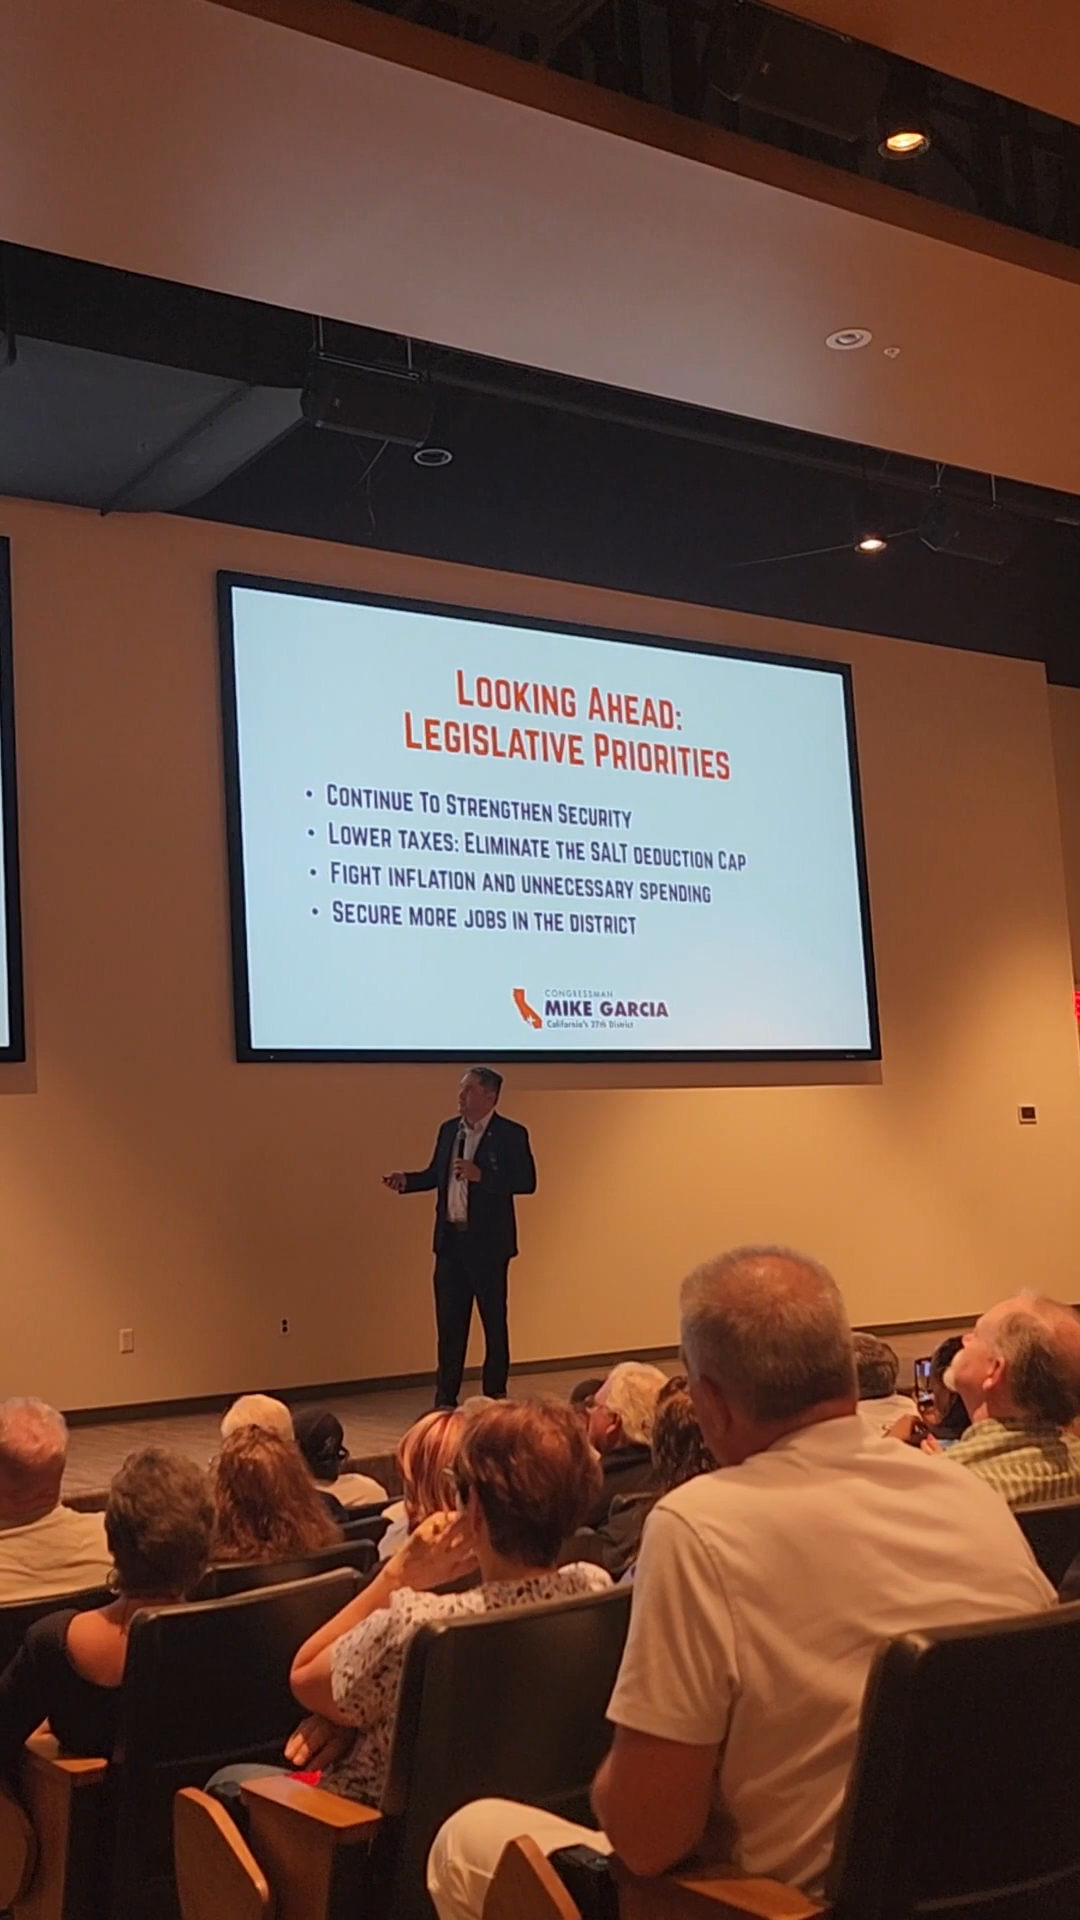 Looking Ahead:
Legislative Priorities
• Continue To Strengthen Security
• Lower taxes: Eliminate the SALT deduction Cap
• Fight inflation and unnecessary spending
• Secure more jobs in the district
CONGRESSMAN
MIKE GARCIA
California's 27th District